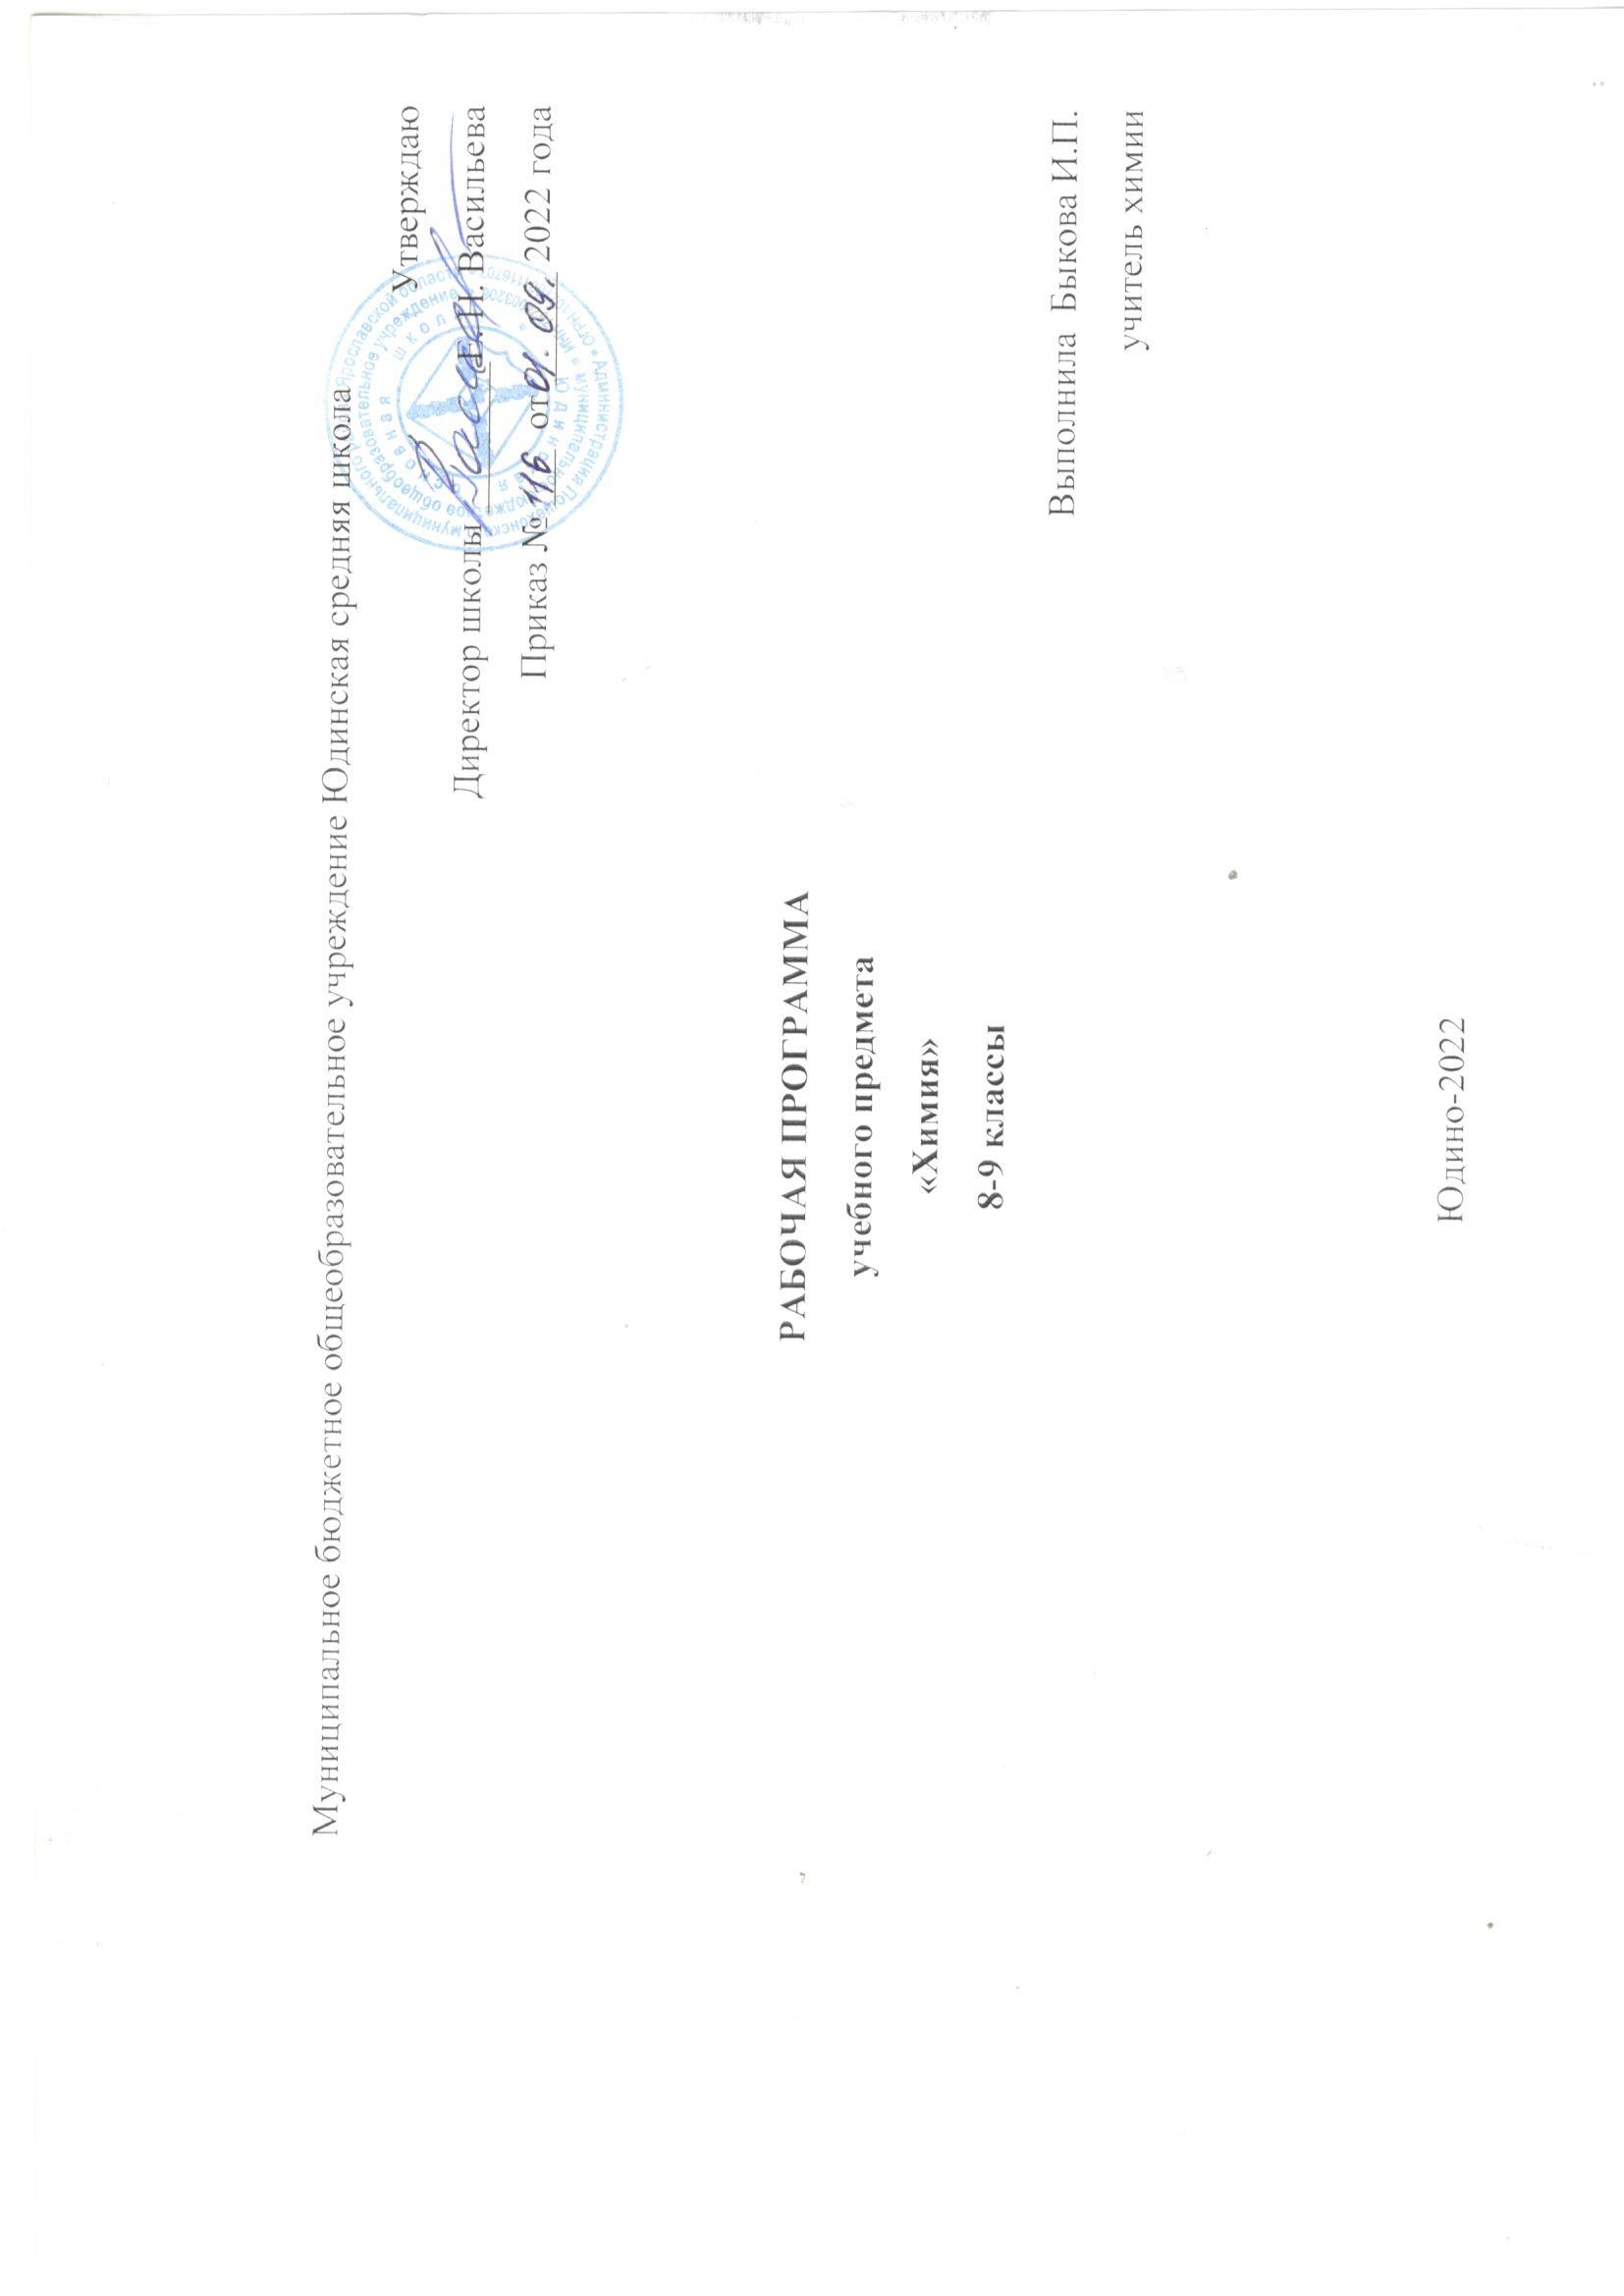 Муниципальное бюджетное общеобразовательное учреждение Юдинская средняя школа
Утверждаю
Директор школы Е. Н. Васильева
Приказ № 116 от 01. 09. 2022 года
РАБОЧАЯ ПРОГРАММА
учебного предмета
«Химия»
8-9 классы
Выполнила Быкова И.П.
учитель химии
Юдино-2022